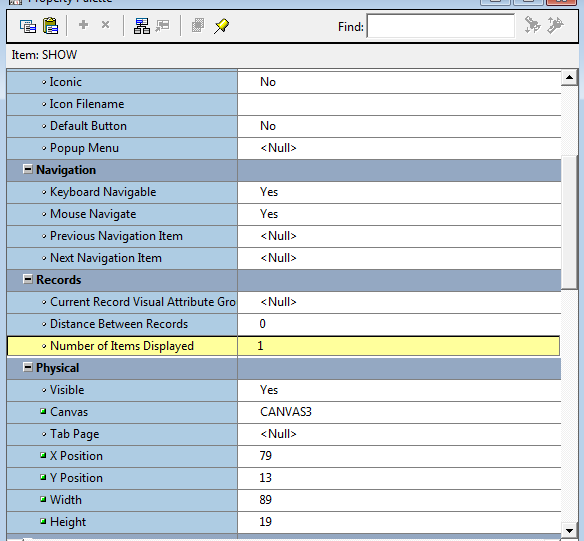 Property Palette
Find:
Item: SHOW
Iconic No
Icon Filename
Default Button No
Popup Menu <Null>
Navigation
Keyboard Navigable Yes
Mouse Navigate Yes
Previous Navigation Item <Null>
Next Navigation Item <Null>
Records
Current Record Visual Attribute Gro <Null>
Distance Between Records 0
Number of Items Displayed 1
Physical
Visible Yes
Canvas CANVAS3
Tab Page <Null>
X Position 79
Y Position 13
Width 89
Height 19